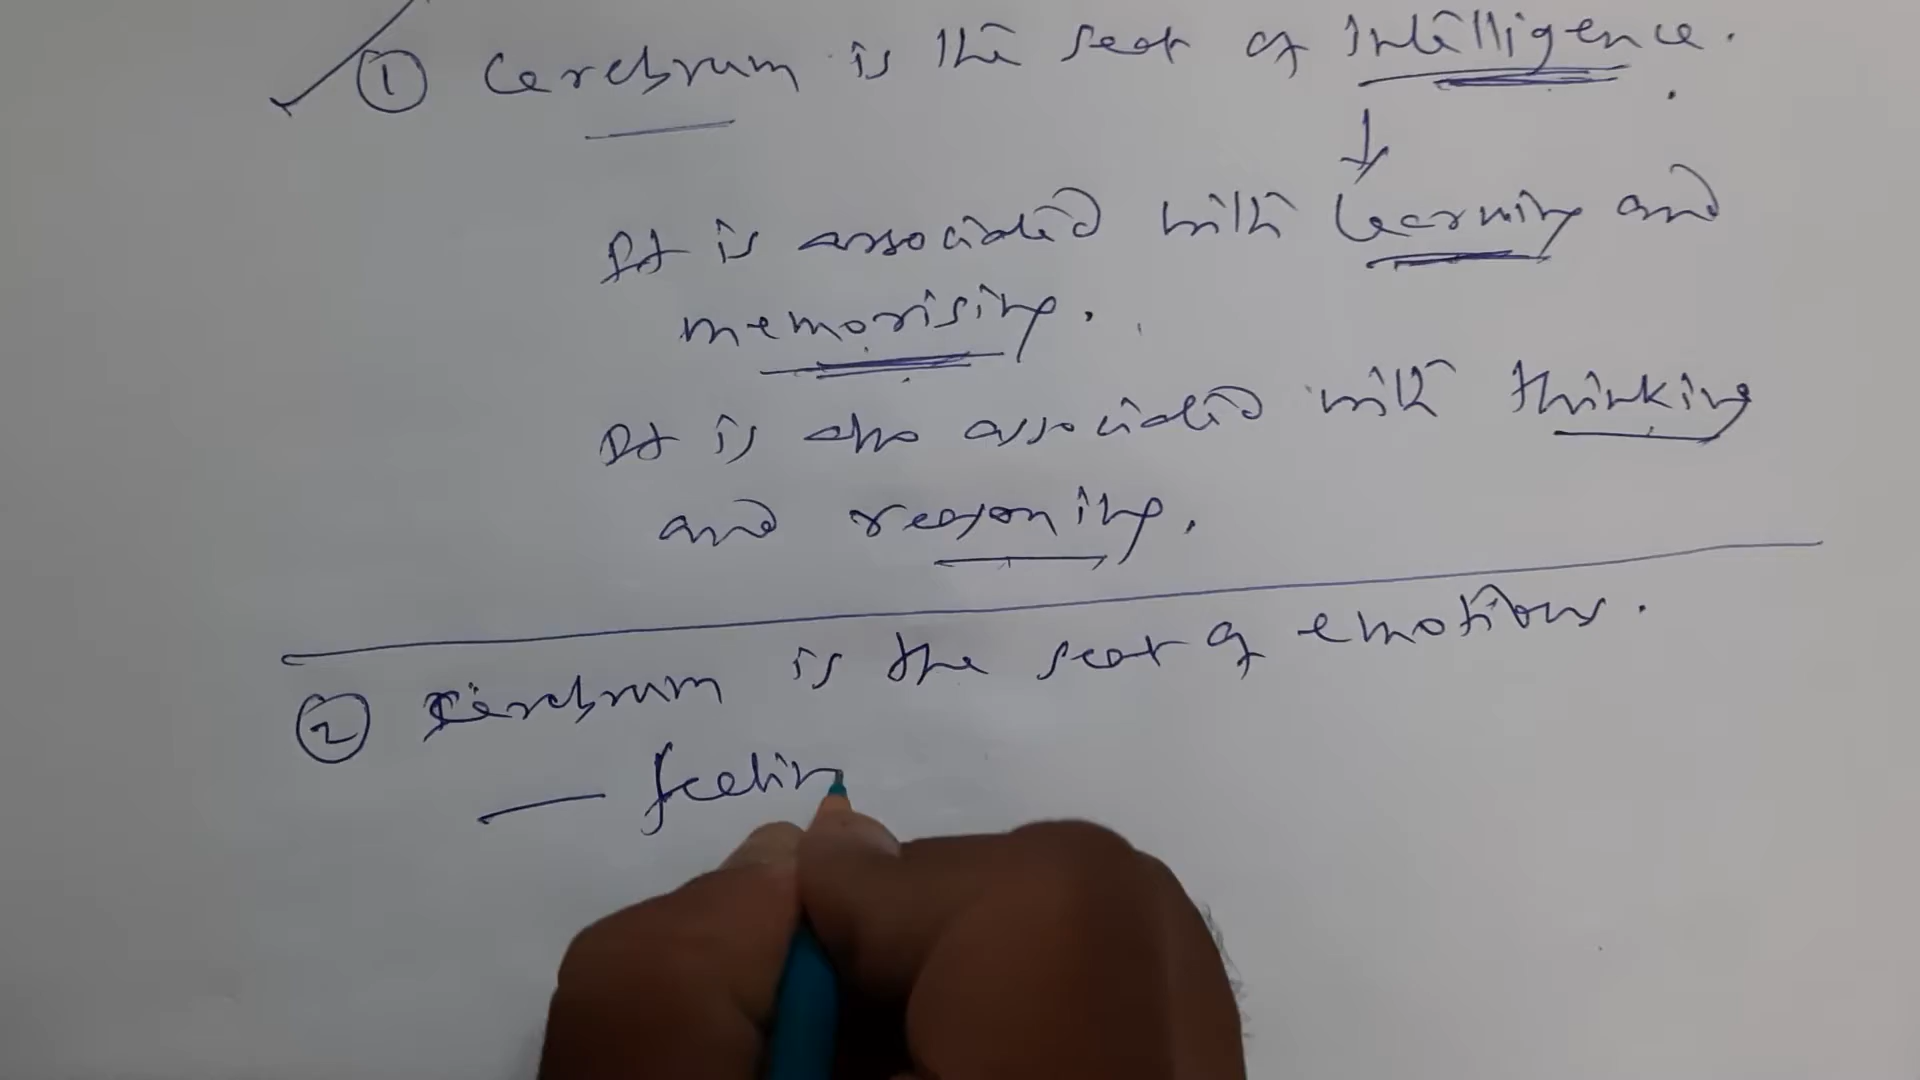 ① Cerebrum is the seat of intelligence.
↓
It is associated with learning and
memorising.
It is also associated with thinking
and reasoning.
② Cerebrum is the seat of emotions.
— feelin